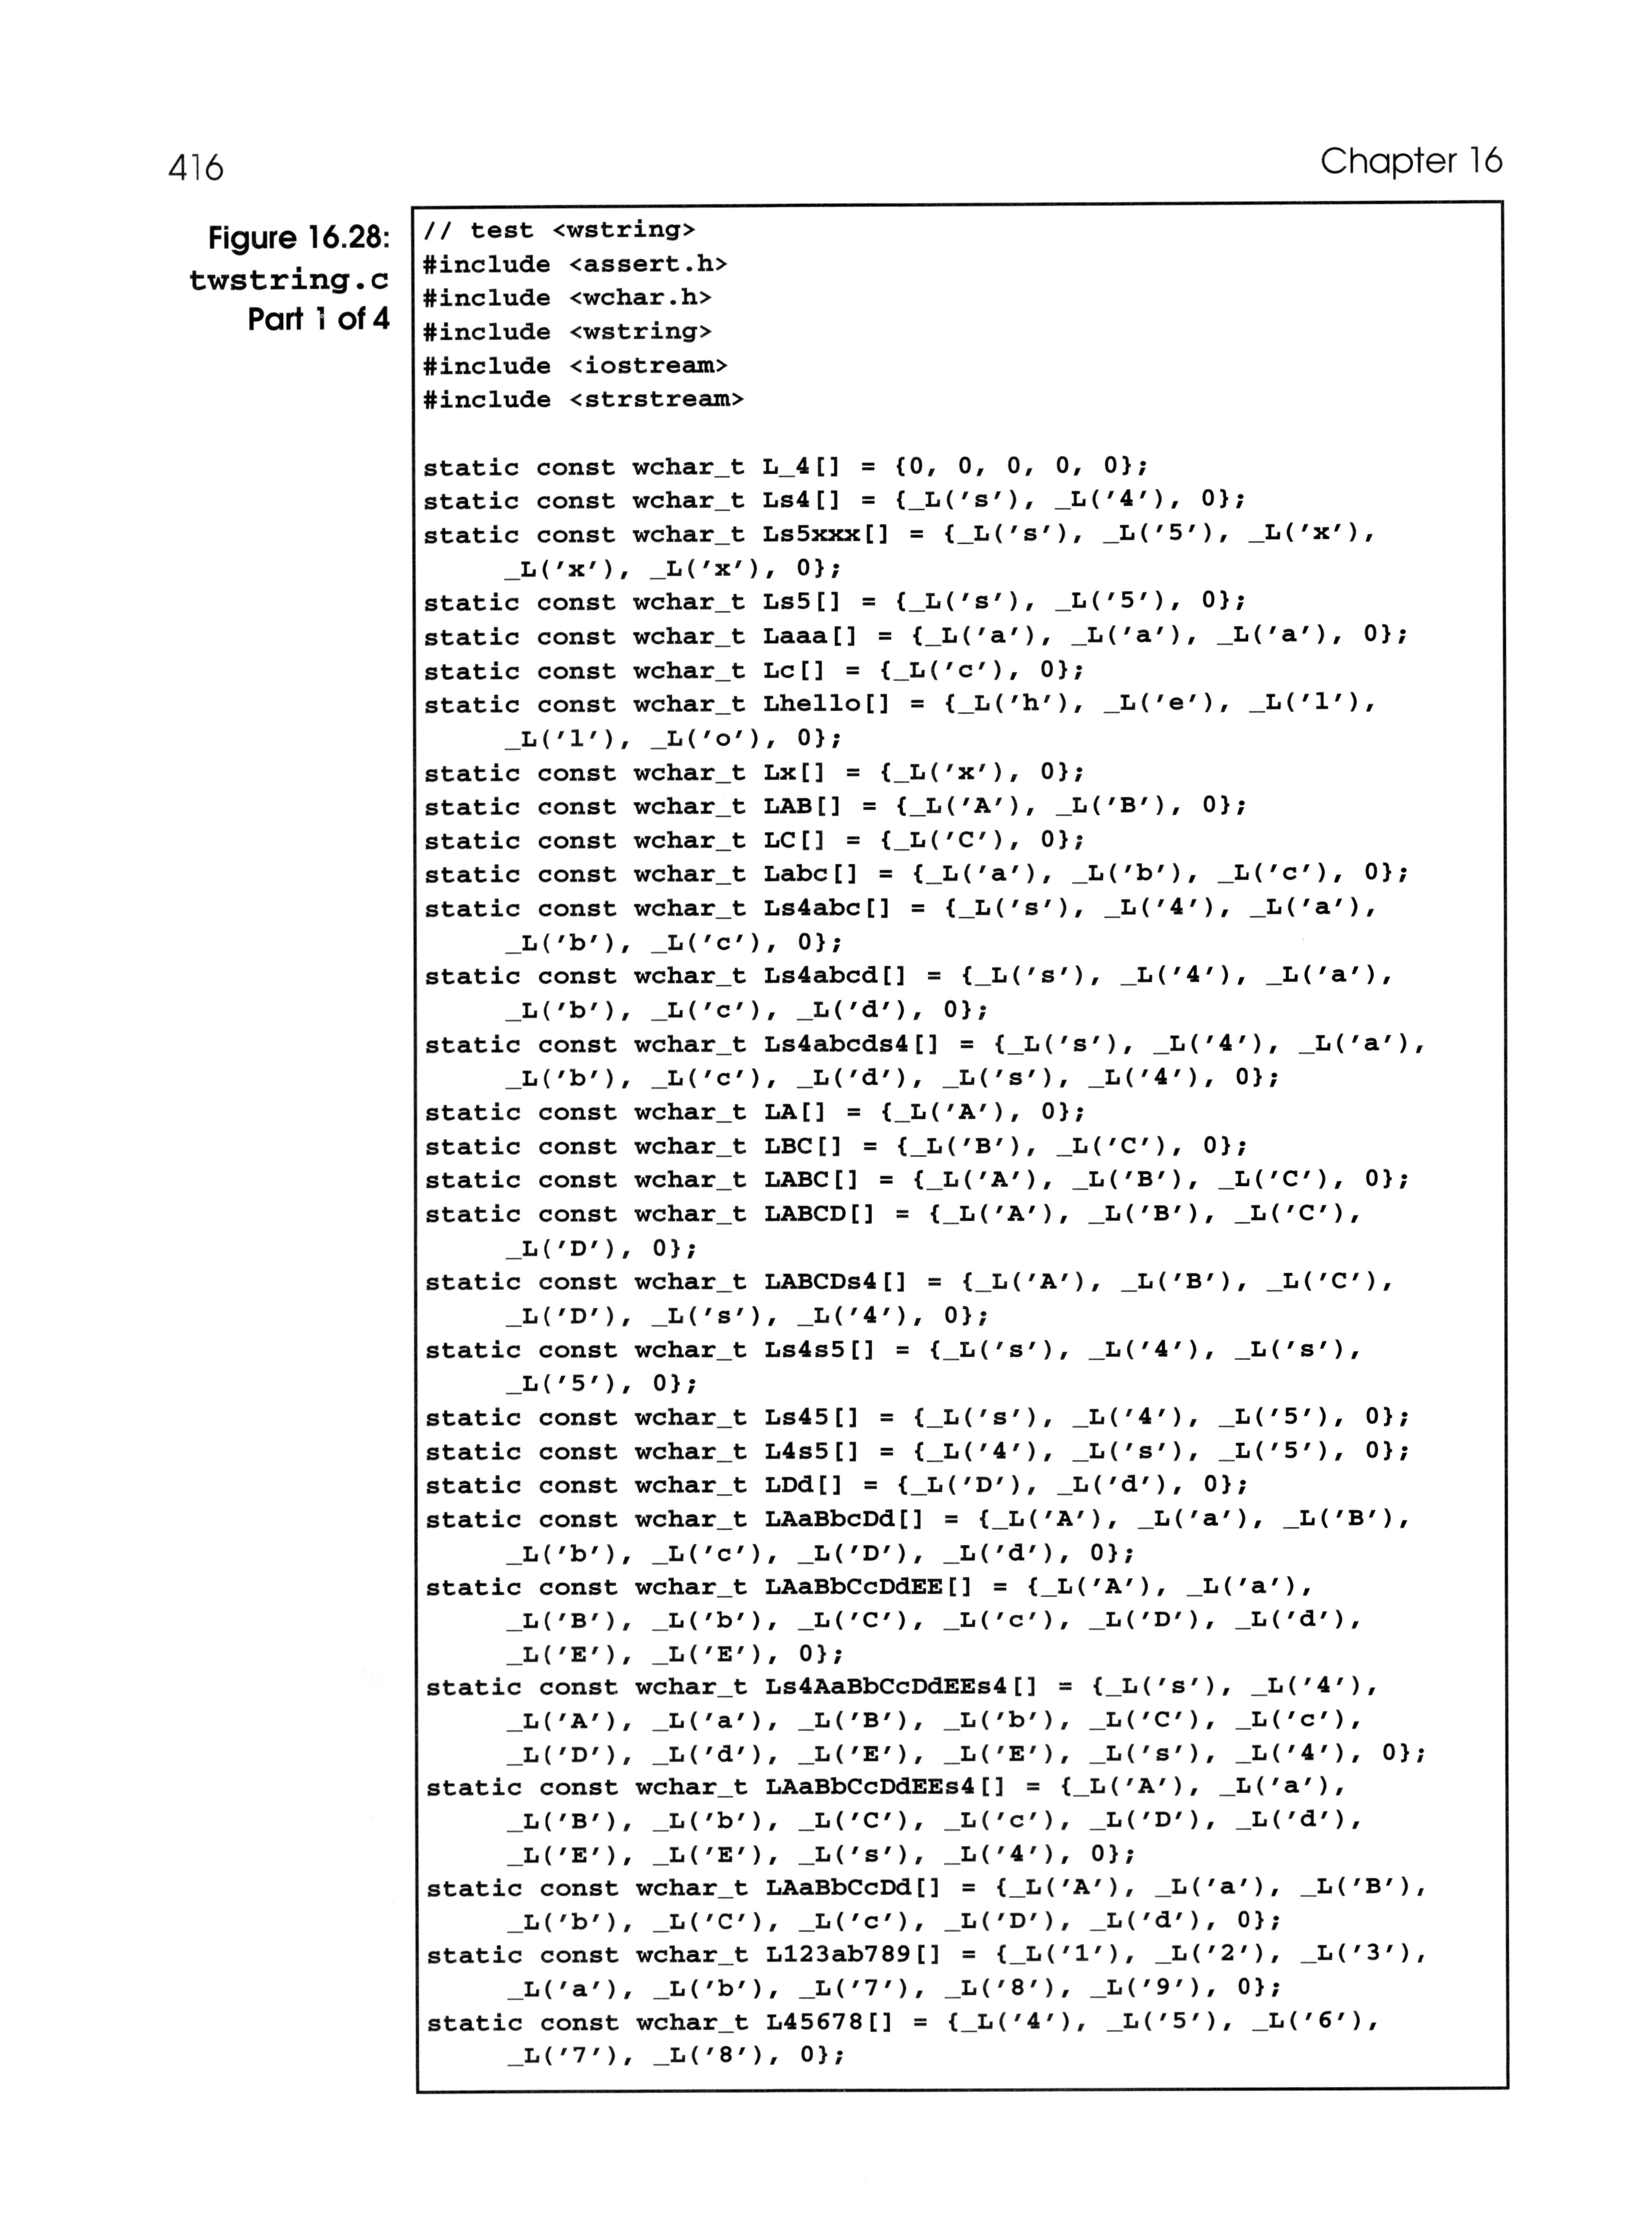 416
Chapter 16
Figure 16.28:
twstring.c
Part 1 of 4
// test <wstring>
#include <assert.h>
#include <wchar.h>
#include <wstring>
#include <iostream>
#include <strstream>

static const wchar_t L_4[] = {0, 0, 0, 0, 0};
static const wchar_t Ls4[] = {_L('s'), _L('4'), 0};
static const wchar_t Ls5xxx[] = {_L('s'), _L('5'), _L('x'),
     _L('x'), _L('x'), 0};
static const wchar_t Ls5[] = {_L('s'), _L('5'), 0};
static const wchar_t Laaa[] = {_L('a'), _L('a'), _L('a'), 0};
static const wchar_t Lc[] = {_L('c'), 0};
static const wchar_t Lhello[] = {_L('h'), _L('e'), _L('l'),
     _L('l'), _L('o'), 0};
static const wchar_t Lx[] = {_L('x'), 0};
static const wchar_t LAB[] = {_L('A'), _L('B'), 0};
static const wchar_t LC[] = {_L('C'), 0};
static const wchar_t Labc[] = {_L('a'), _L('b'), _L('c'), 0};
static const wchar_t Ls4abc[] = {_L('s'), _L('4'), _L('a'),
     _L('b'), _L('c'), 0};
static const wchar_t Ls4abcd[] = {_L('s'), _L('4'), _L('a'),
     _L('b'), _L('c'), _L('d'), 0};
static const wchar_t Ls4abcds4[] = {_L('s'), _L('4'), _L('a'),
     _L('b'), _L('c'), _L('d'), _L('s'), _L('4'), 0};
static const wchar_t LA[] = {_L('A'), 0};
static const wchar_t LBC[] = {_L('B'), _L('C'), 0};
static const wchar_t LABC[] = {_L('A'), _L('B'), _L('C'), 0};
static const wchar_t LABCD[] = {_L('A'), _L('B'), _L('C'),
     _L('D'), 0};
static const wchar_t LABCDs4[] = {_L('A'), _L('B'), _L('C'),
     _L('D'), _L('s'), _L('4'), 0};
static const wchar_t Ls4s5[] = {_L('s'), _L('4'), _L('s'),
     _L('5'), 0};
static const wchar_t Ls45[] = {_L('s'), _L('4'), _L('5'), 0};
static const wchar_t L4s5[] = {_L('4'), _L('s'), _L('5'), 0};
static const wchar_t LDd[] = {_L('D'), _L('d'), 0};
static const wchar_t LAaBbcDd[] = {_L('A'), _L('a'), _L('B'),
     _L('b'), _L('c'), _L('D'), _L('d'), 0};
static const wchar_t LAaBbCcDdEE[] = {_L('A'), _L('a'),
     _L('B'), _L('b'), _L('C'), _L('c'), _L('D'), _L('d'),
     _L('E'), _L('E'), 0};
static const wchar_t Ls4AaBbCcDdEEs4[] = {_L('s'), _L('4'),
     _L('A'), _L('a'), _L('B'), _L('b'), _L('C'), _L('c'),
     _L('D'), _L('d'), _L('E'), _L('E'), _L('s'), _L('4'), 0};
static const wchar_t LAaBbCcDdEEs4[] = {_L('A'), _L('a'),
     _L('B'), _L('b'), _L('C'), _L('c'), _L('D'), _L('d'),
     _L('E'), _L('E'), _L('s'), _L('4'), 0};
static const wchar_t LAaBbCcDd[] = {_L('A'), _L('a'), _L('B'),
     _L('b'), _L('C'), _L('c'), _L('D'), _L('d'), 0};
static const wchar_t L123ab789[] = {_L('1'), _L('2'), _L('3'),
     _L('a'), _L('b'), _L('7'), _L('8'), _L('9'), 0};
static const wchar_t L45678[] = {_L('4'), _L('5'), _L('6'),
     _L('7'), _L('8'), 0};